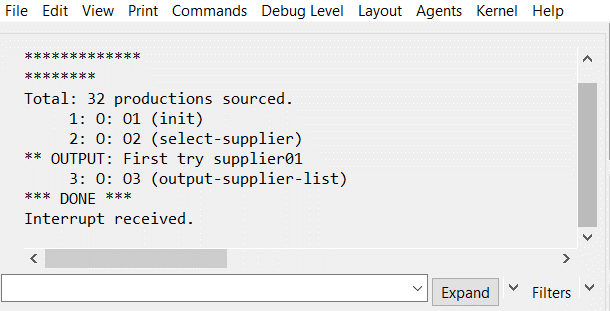 File Edit View Print Commands Debug Level Layout Agents Kernel Help
*************
********
Total: 32 productions sourced.
1: O: O1 (init)
2: O: O2 (select-supplier)
** OUTPUT: First try supplier01
3: O: O3 (output-supplier-list)
*** DONE ***
Interrupt received.
Expand Filters